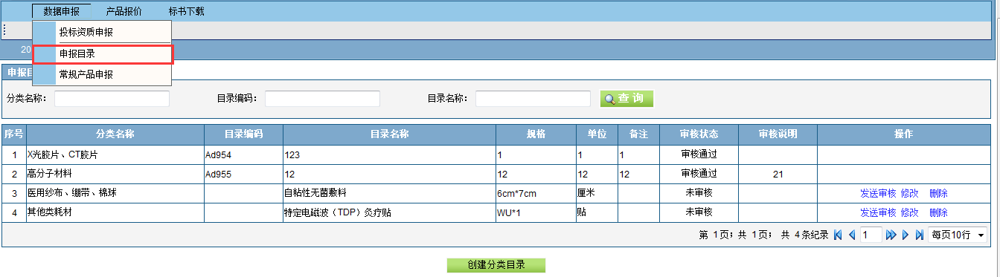 数据申报 产品报价 标书下载
投标资质申报
20
申报目录
申报目
常规产品申报
分类名称： 目录编码： 目录名称： 查 询
序号 分类名称 目录编码 目录名称 规格 单位 备注 审核状态 审核说明 操作
1 X光胶片、CT胶片 Ad954 123 1 1 1 审核通过
2 高分子材料 Ad955 12 12 12 12 审核通过 21
3 医用纱布、绷带、棉球 自粘性无菌敷料 6cm*7cm 厘米 未审核 发送审核 修改 删除
4 其他类耗材 特定电磁波（TDP）灸疗贴 WU*1 贴 未审核 发送审核 修改 删除
第 1页；共 1页； 共 4条纪录 1 每页10行
创建分类目录